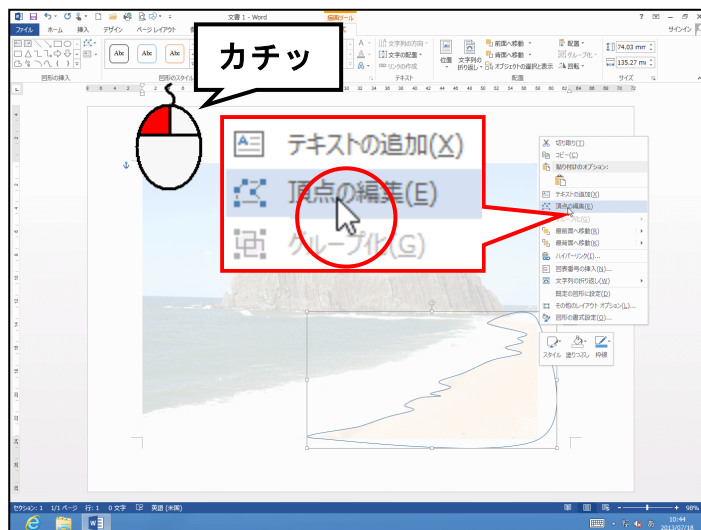 文書 1 - Word
描画ツール
サインイン
ファイル ホーム 挿入 デザイン ページ レイアウト
Abc Abc Abc
文字列の方向
文字の配置
リンクの作成
位置
文字列の
折り返し
前面へ移動
背面へ移動
オブジェクトの選択と表示
配置
グループ化
回転
74.03 mm
135.27 mm
図形の挿入
図形のスタイル
テキスト
配置
サイズ
カチッ
テキストの追加(X)
頂点の編集(E)
グループ化(G)
切り取り(T)
コピー(C)
貼り付けのオプション:
テキストの追加(X)
頂点の編集(E)
グループ化(G)
最前面へ移動(R)
最背面へ移動(K)
ハイパーリンク(I)...
図表番号の挿入(N)...
文字列の折り返し(W)
既定の図形に設定(D)
その他のレイアウト オプション(L)...
図形の書式設定(O)...
スタイル 塗りつぶし 枠線
セクション: 1 1/1 ページ 行: 1 0 文字 英語 (米国)
98%
あ
10:44
2013/07/18